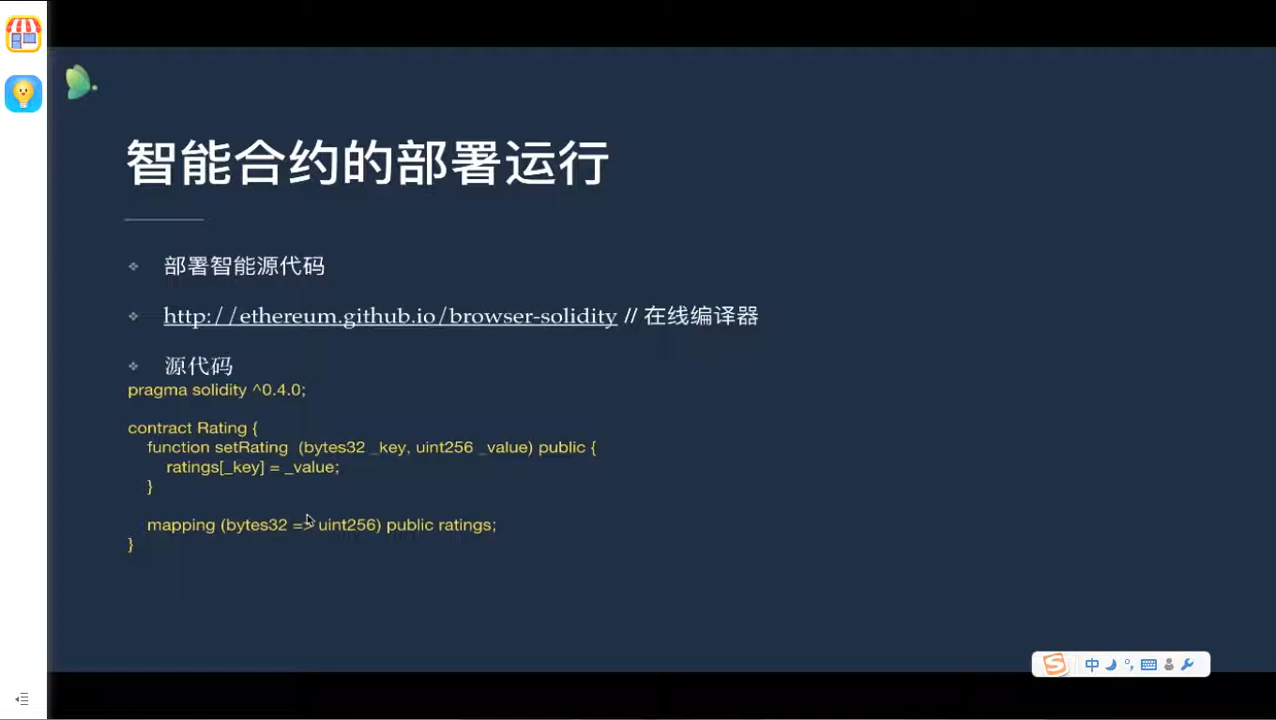 智能合约的部署运行
部署智能源代码
http://ethereum.github.io/browser-solidity // 在线编译器
源代码
pragma solidity ^0.4.0;
contract Rating {
function setRating (bytes32 _key, uint256 _value) public {
ratings[_key] = _value;
}
mapping (bytes32 => uint256) public ratings;
}
S 中